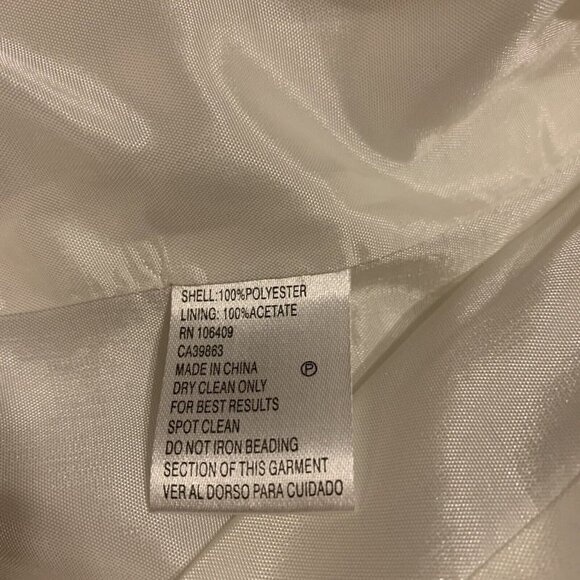 SHELL:100%POLYESTER
LINING: 100%ACETATE
RN 106409
CA39863
MADE IN CHINA Ⓟ
DRY CLEAN ONLY
FOR BEST RESULTS
SPOT CLEAN
DO NOT IRON BEADING
SECTION OF THIS GARMENT
VER AL DORSO PARA CUIDADO